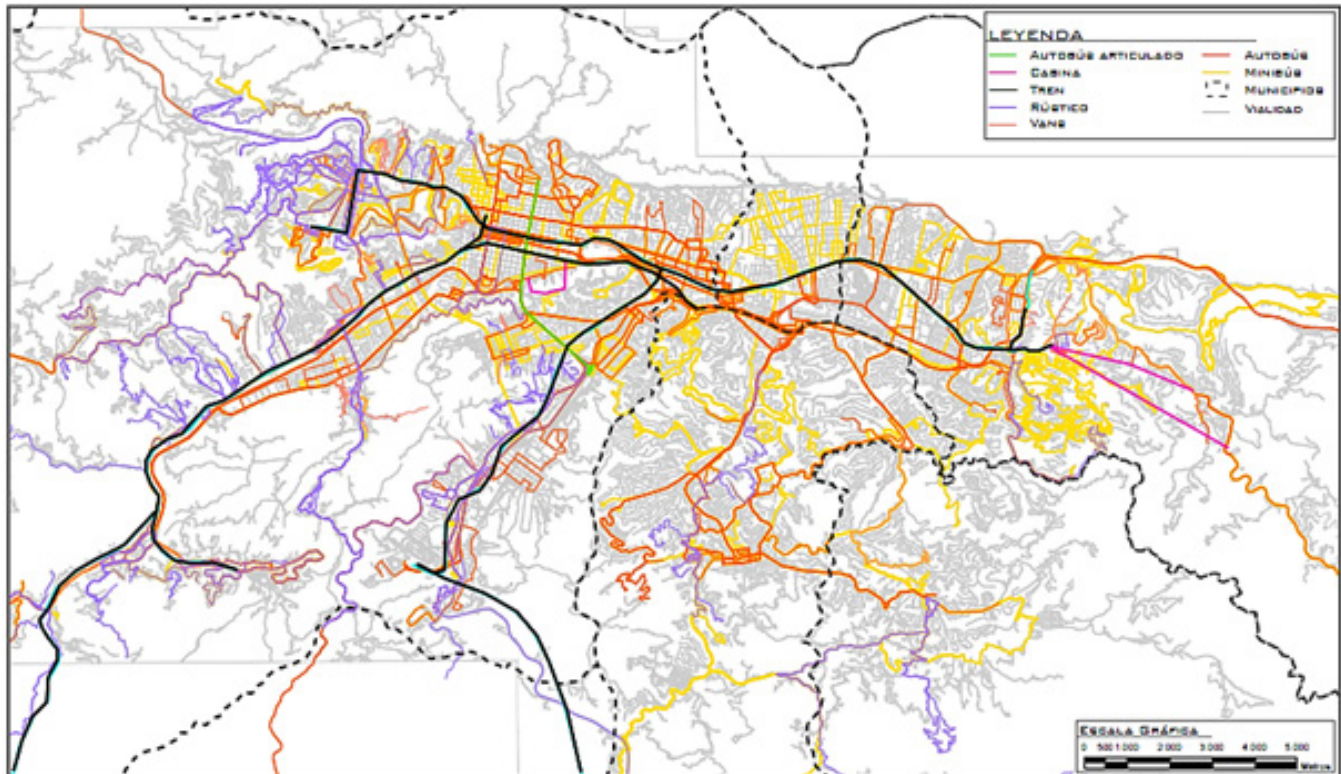 LEYENDA
AUTOBÚS ARTICULADO
CABINA
TREN
RÚSTICO
VANS
AUTOBÚS
MINIBÚS
MUNICIPIOS
VIALIDAD
ESCALA GRÁFICA
0 500 1 000 2 000 3 000 4 000 5 000
Metros